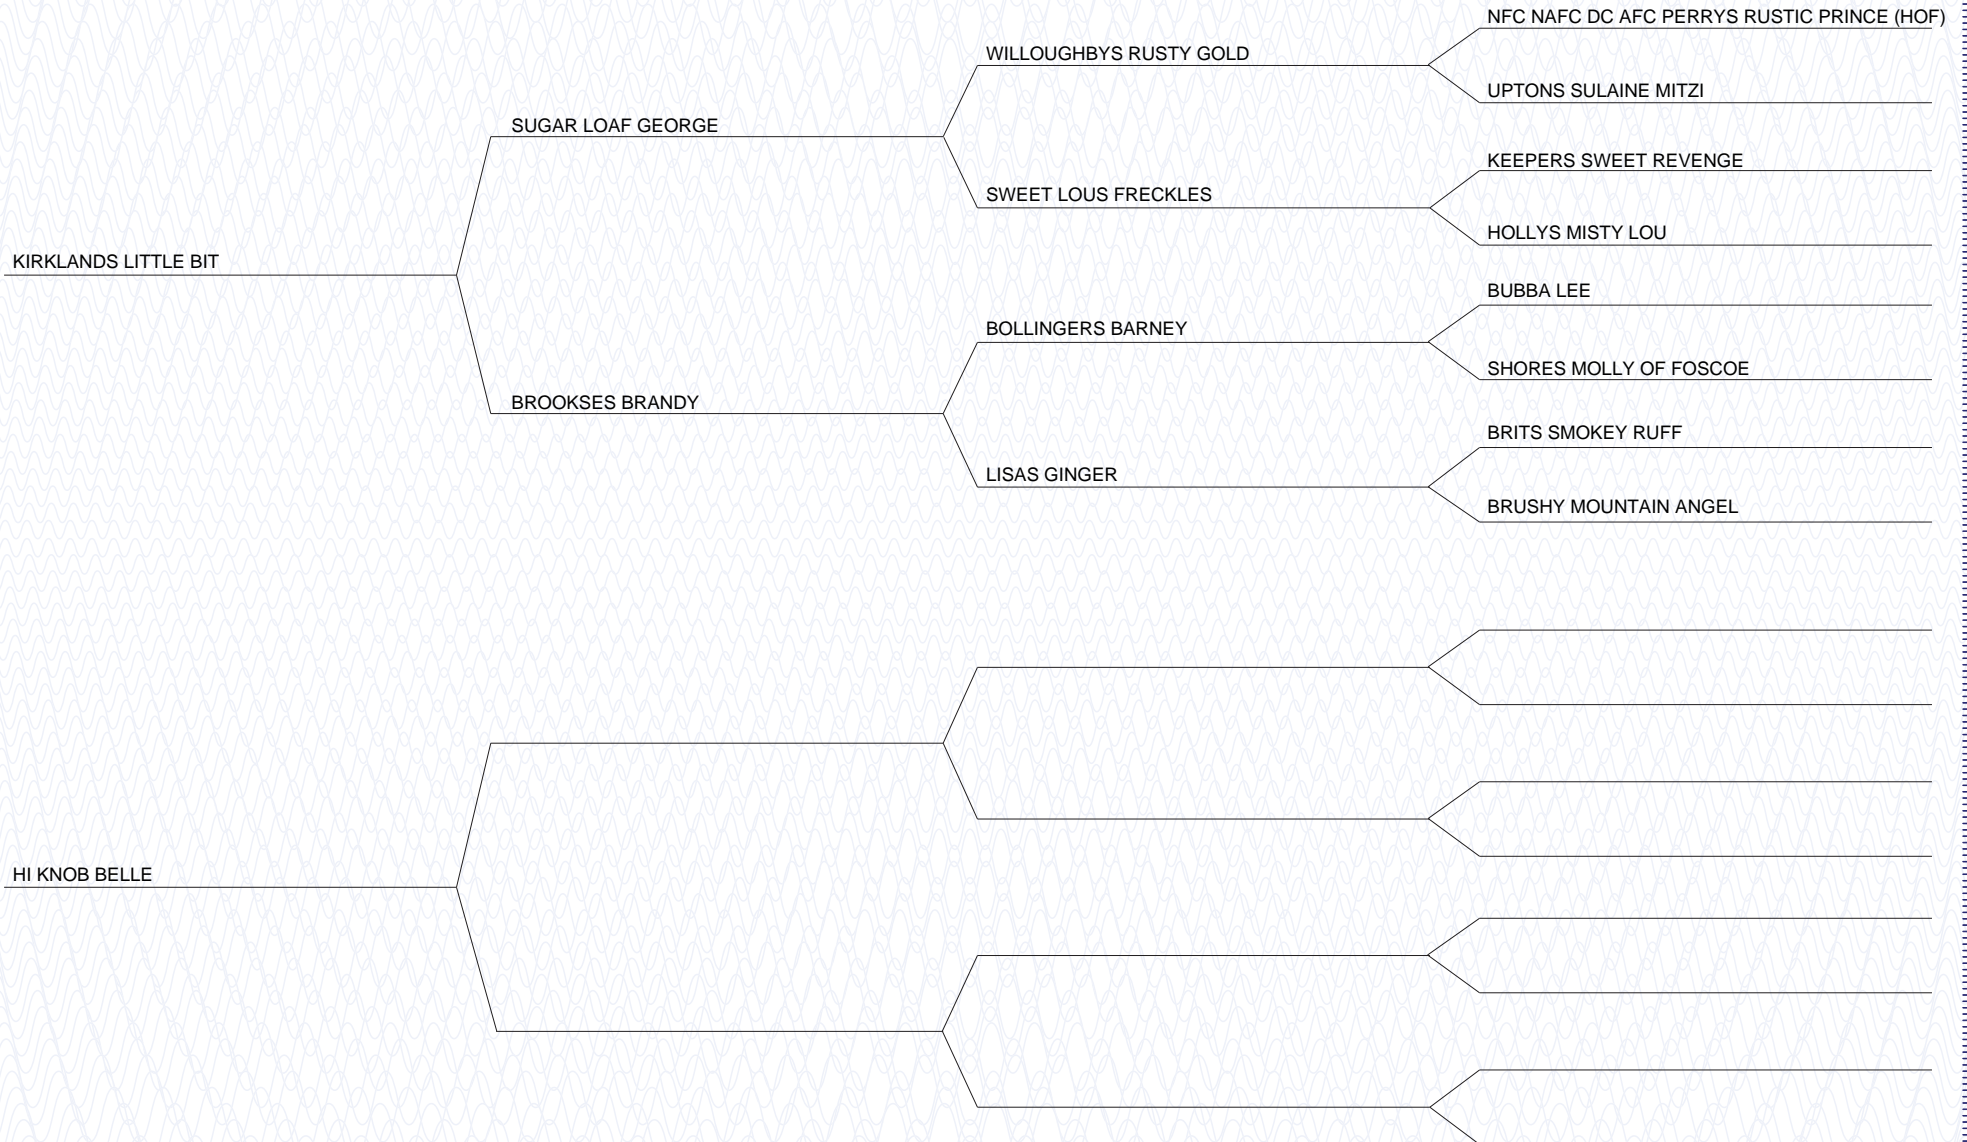 NFC NAFC DC AFC PERRYS RUSTIC PRINCE (HOF)
WILLOUGHBYS RUSTY GOLD
UPTONS SULAINE MITZI
SUGAR LOAF GEORGE
KEEPERS SWEET REVENGE
SWEET LOUS FRECKLES
HOLLYS MISTY LOU
KIRKLANDS LITTLE BIT
BUBBA LEE
BOLLINGERS BARNEY
SHORES MOLLY OF FOSCOE
BROOKSES BRANDY
BRITS SMOKEY RUFF
LISAS GINGER
BRUSHY MOUNTAIN ANGEL
HI KNOB BELLE